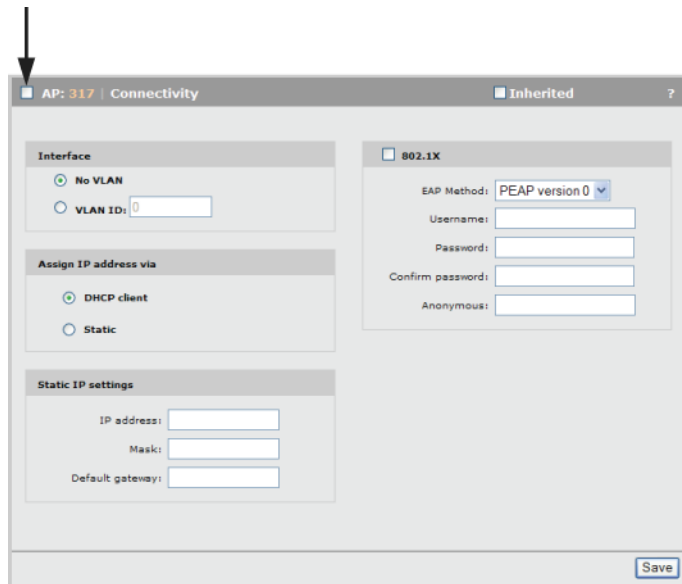 AP: 317 | Connectivity
Inherited
?
Interface
No VLAN
VLAN ID: 0
Assign IP address via
DHCP client
Static
Static IP settings
IP address:
Mask:
Default gateway:
802.1X
EAP Method: PEAP version 0
Username:
Password:
Confirm password:
Anonymous:
Save